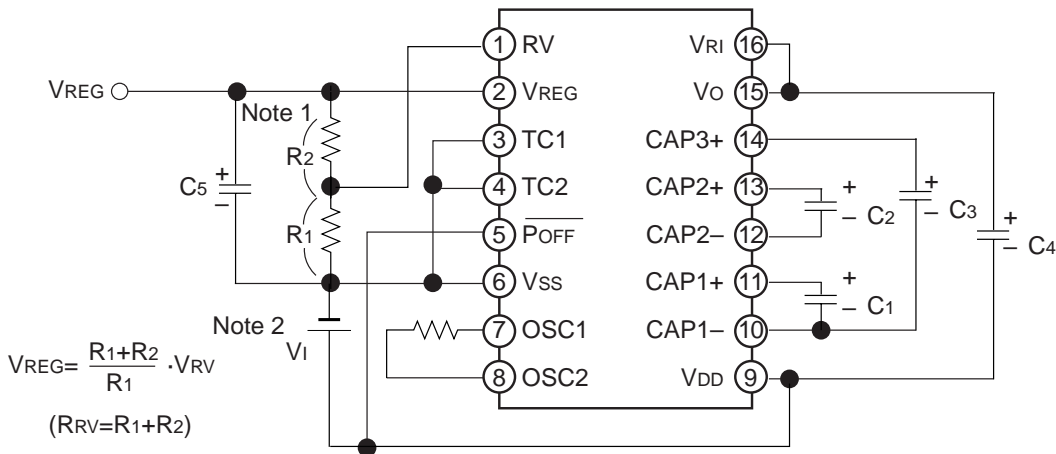 1 RV
2 VREG
3 TC1
4 TC2
5 POFF
6 VSS
7 OSC1
8 OSC2
VRI 16
VO 15
CAP3+ 14
CAP2+ 13
CAP2– 12
CAP1+ 11
CAP1– 10
VDD 9
VREG
Note 1
R2
R1
+
C5
–
Note 2
VI
VREG= R1+R2 / R1 ·VRV
(RRV=R1+R2)
+
– C2
+
– C1
+
– C3
+
– C4